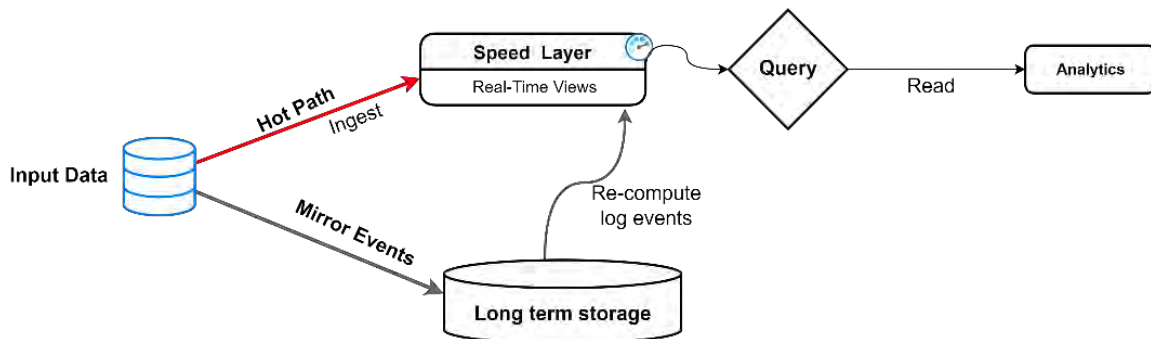 Speed Layer
Real-Time Views
Query
Read
Analytics
Hot Path
Ingest
Input Data
Mirror Events
Re-compute
log events
Long term storage